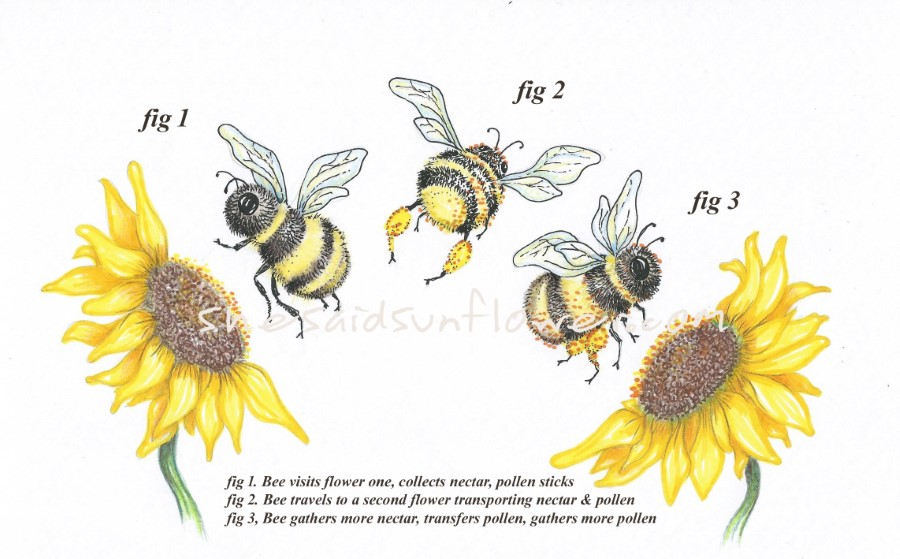 fig 1
fig 2
fig 3
shesaidsunflower.com
fig 1. Bee visits flower one, collects nectar, pollen sticks
fig 2. Bee travels to a second flower transporting nectar & pollen
fig 3, Bee gathers more nectar, transfers pollen, gathers more pollen